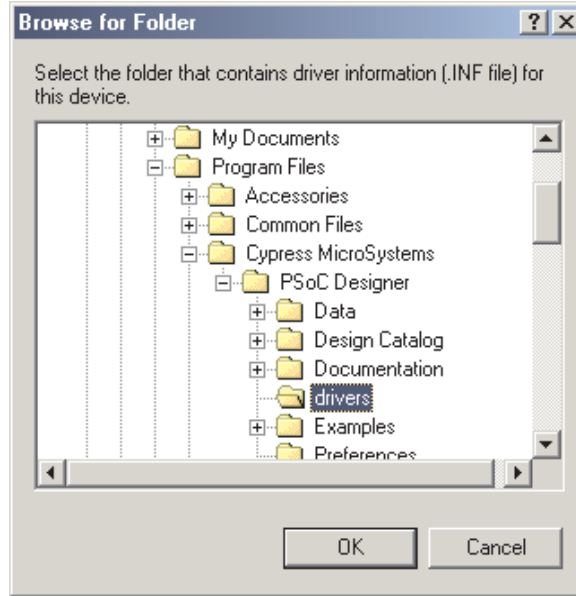 Browse for Folder
Select the folder that contains driver information (.INF file) for
this device.
My Documents
Program Files
Accessories
Common Files
Cypress MicroSystems
PSoC Designer
Data
Design Catalog
Documentation
drivers
Examples
Preferences
OK Cancel